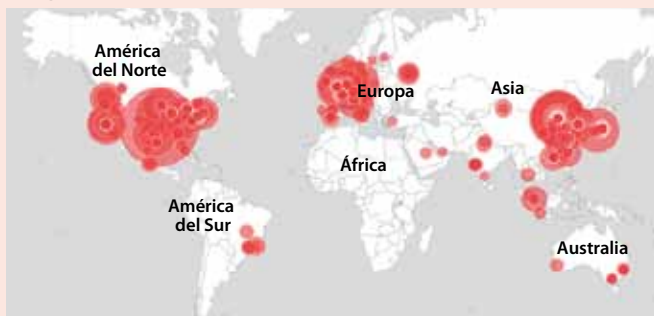 América
del Norte
Europa
Asia
África
América
del Sur
Australia